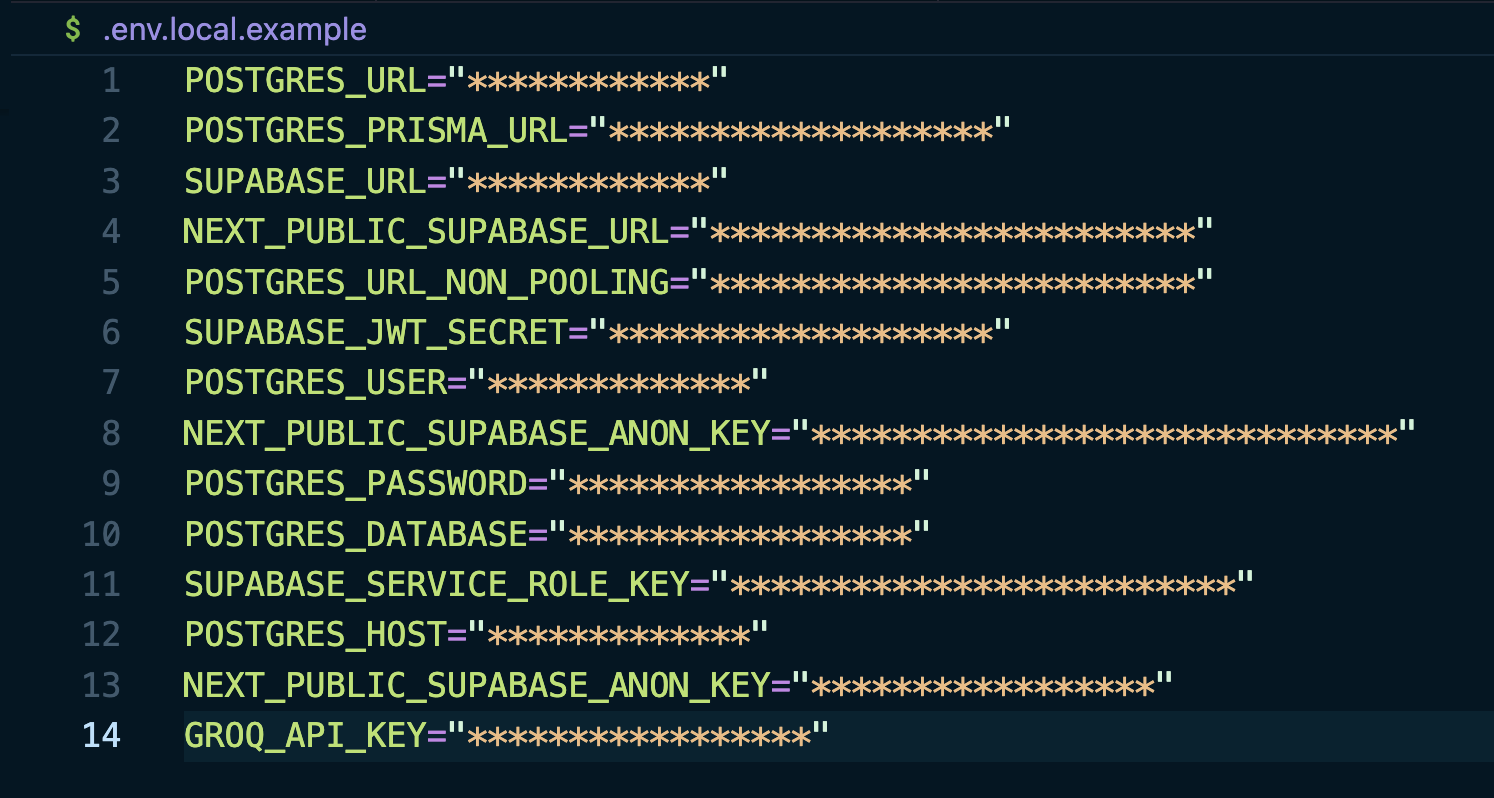 $ .env.local.example
1 POSTGRES_URL="************"
2 POSTGRES_PRISMA_URL="*******************"
3 SUPABASE_URL="************"
4 NEXT_PUBLIC_SUPABASE_URL="************************"
5 POSTGRES_URL_NON_POOLING="************************"
6 SUPABASE_JWT_SECRET="*******************"
7 POSTGRES_USER="*************"
8 NEXT_PUBLIC_SUPABASE_ANON_KEY="*****************************"
9 POSTGRES_PASSWORD="*****************"
10 POSTGRES_DATABASE="*****************"
11 SUPABASE_SERVICE_ROLE_KEY="*************************"
12 POSTGRES_HOST="*************"
13 NEXT_PUBLIC_SUPABASE_ANON_KEY="*****************"
14 GROQ_API_KEY="*****************"